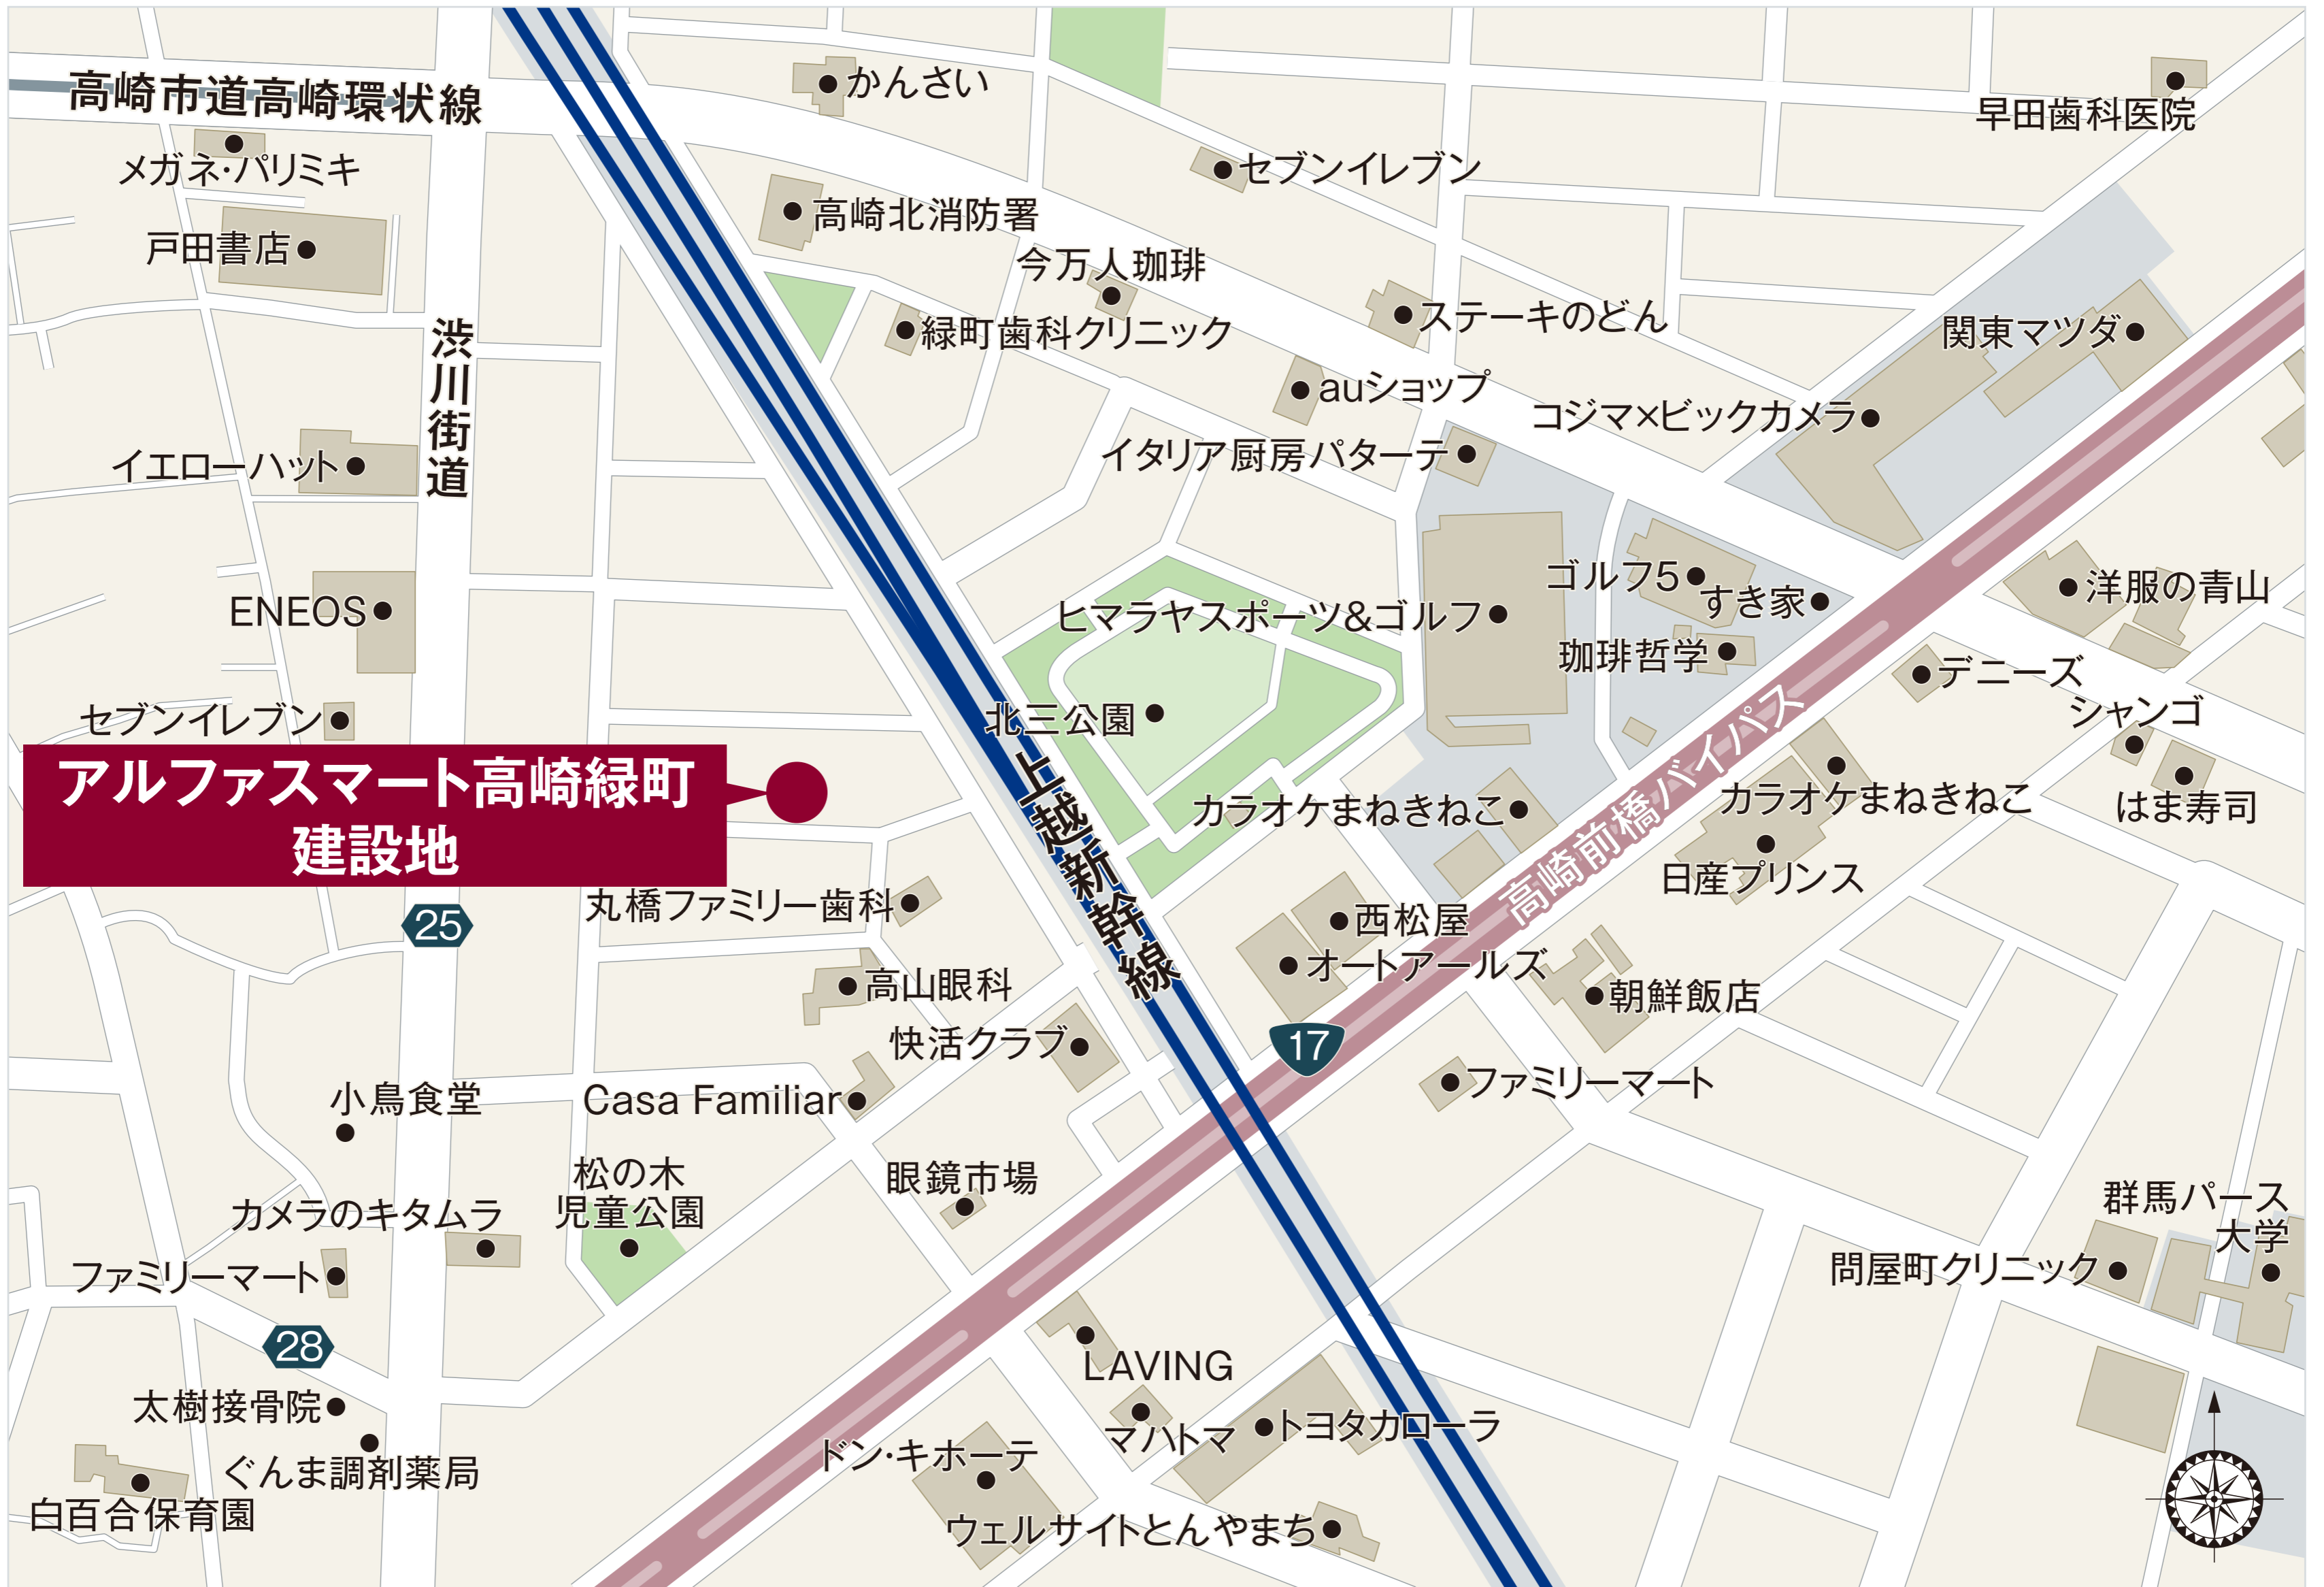 高崎市道高崎環状線
かんさい
早田歯科医院
メガネ・パリミキ
セブンイレブン
戸田書店
高崎北消防署
今万人珈琲
緑町歯科クリニック
ステーキのどん
関東マツダ
渋川街道
auショップ
コジマ×ビックカメラ
イエローハット
イタリア厨房パターテ
ゴルフ5
すき家
洋服の青山
ENEOS
ヒマラヤスポーツ&ゴルフ
珈琲哲学
デニーズ
セブンイレブン
北三公園
シャンゴ
アルファスマート高崎緑町
建設地
上越新幹線
カラオケまねきねこ
高崎前橋バイパス
カラオケまねきねこ
はま寿司
日産プリンス
丸橋ファミリー歯科
25
西松屋
オートアールズ
高山眼科
朝鮮飯店
快活クラブ
17
ファミリーマート
小鳥食堂
Casa Familiar
松の木
児童公園
眼鏡市場
カメラのキタムラ
群馬パース
大学
ファミリーマート
問屋町クリニック
28
LAVING
太樹接骨院
マハトマ
トヨタカローラ
ぐんま調剤薬局
ドン・キホーテ
白百合保育園
ウェルサイトとんやまち